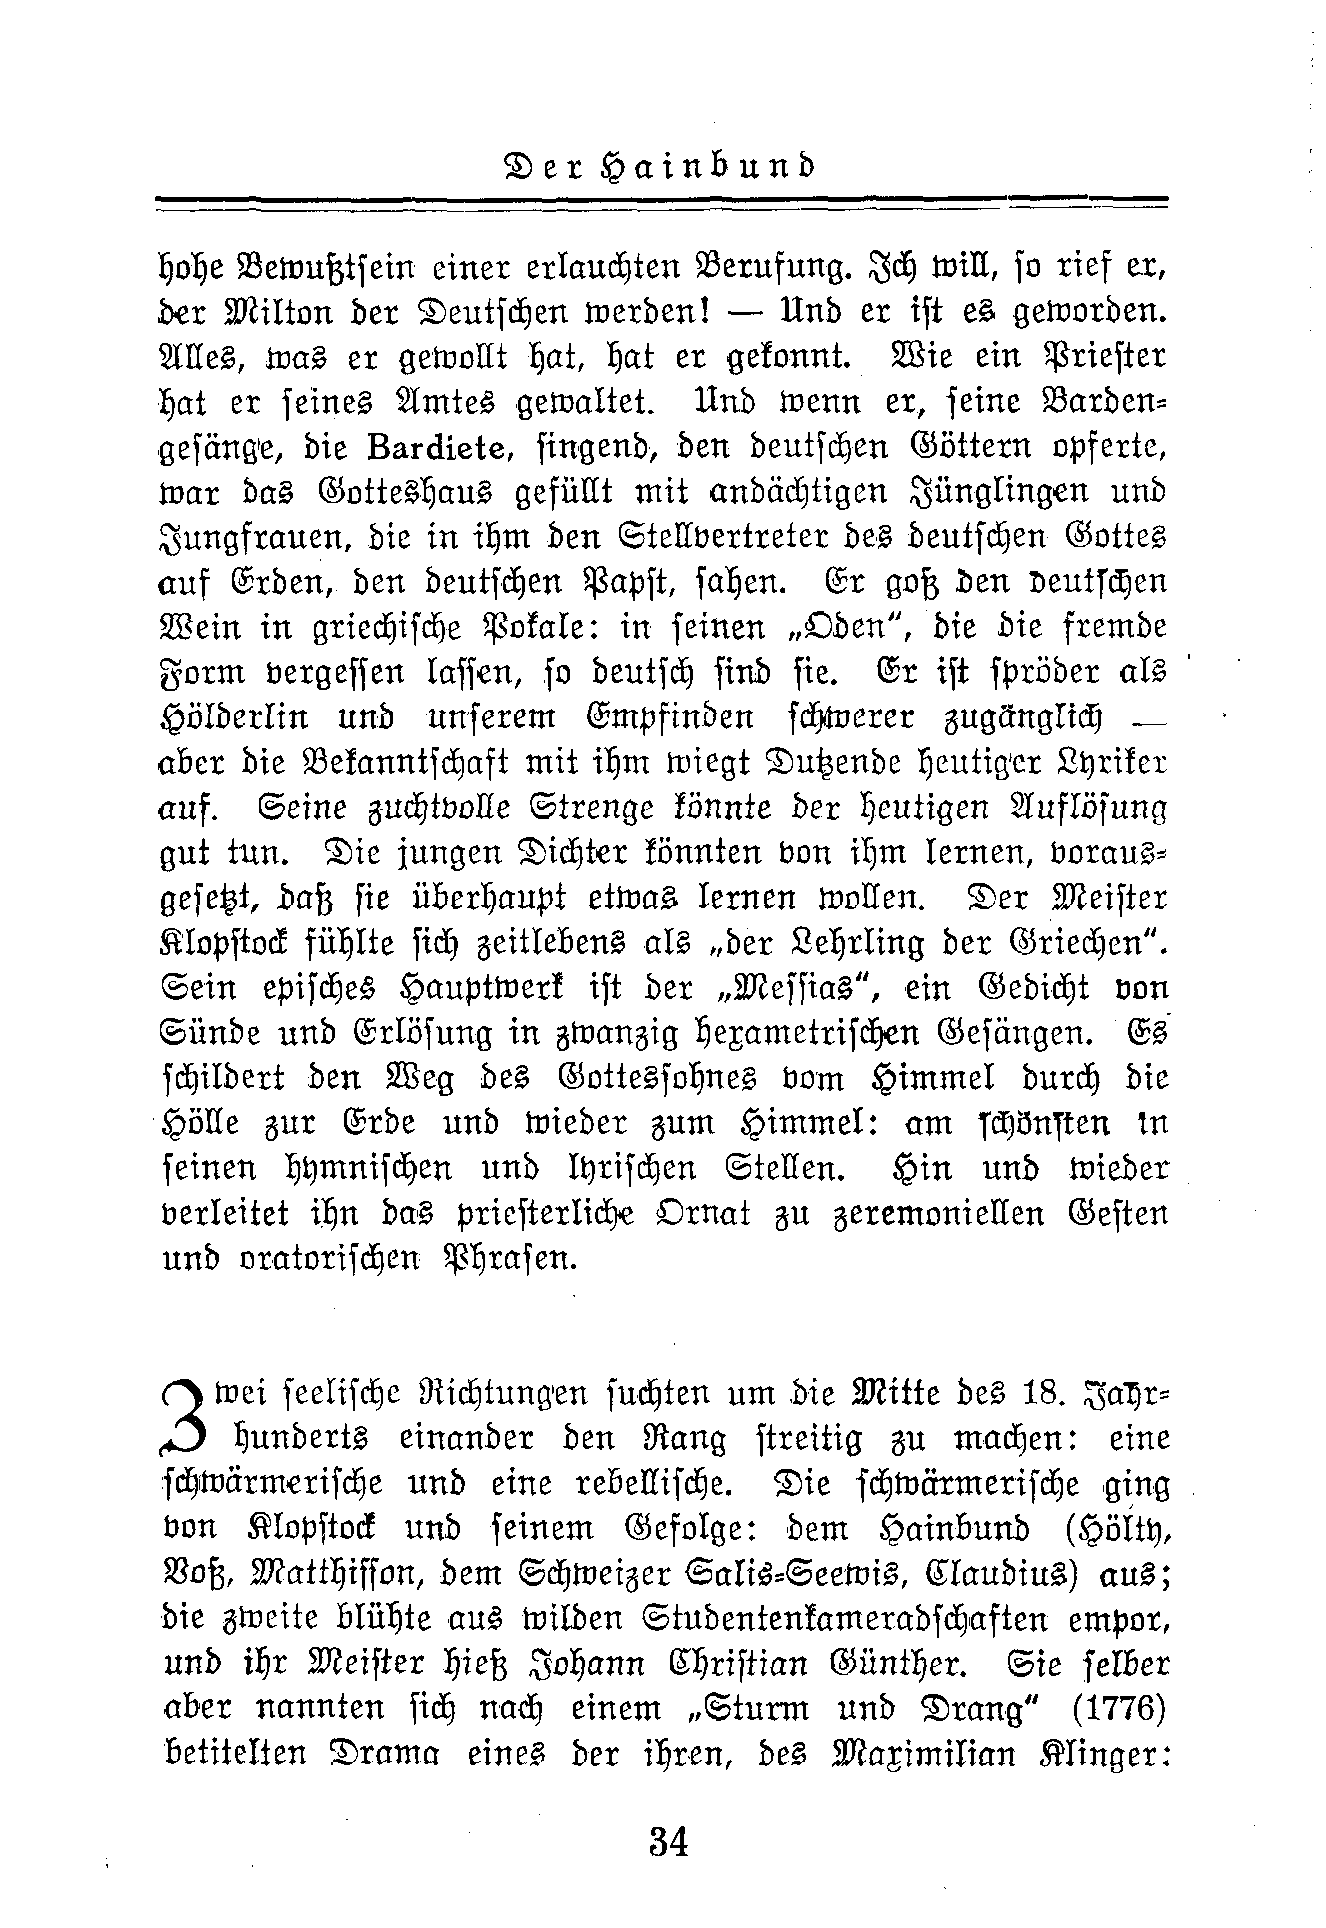 Der Hainbund
hohe Bewußtsein einer erlauchten Berufung. Ich will, so rief er,
der Milton der Deutschen werden! — Und er ist es geworden.
Alles, was er gewollt hat, hat er gekonnt. Wie ein Priester
hat er seines Amtes gewaltet. Und wenn er, seine Barden-
gesänge, die Bardiete, singend, den deutschen Göttern opferte,
war das Gotteshaus gefüllt mit andächtigen Jünglingen und
Jungfrauen, die in ihm den Stellvertreter des deutschen Gottes
auf Erden, den deutschen Papst, sahen. Er goß den deutschen
Wein in griechische Pokale: in seinen „Oden“, die die fremde
Form vergessen lassen, so deutsch sind sie. Er ist spröder als
Hölderlin und unserem Empfinden schwerer zugänglich —
aber die Bekanntschaft mit ihm wiegt Dutzende heutiger Lyriker
auf. Seine zuchtvolle Strenge könnte der heutigen Auflösung
gut tun. Die jungen Dichter könnten von ihm lernen, voraus-
gesetzt, daß sie überhaupt etwas lernen wollen. Der Meister
Klopstock fühlte sich zeitlebens als „der Lehrling der Griechen“.
Sein episches Hauptwerk ist der „Messias“, ein Gedicht von
Sünde und Erlösung in zwanzig hexametrischen Gesängen. Es
schildert den Weg des Gottessohnes vom Himmel durch die
Hölle zur Erde und wieder zum Himmel: am schönsten in
seinen hymnischen und lyrischen Stellen. Hin und wieder
verleitet ihn das priesterliche Ornat zu zeremoniellen Gesten
und oratorischen Phrasen.
Zwei seelische Richtungen suchten um die Mitte des 18. Jahr-
hunderts einander den Rang streitig zu machen: eine
schwärmerische und eine rebellische. Die schwärmerische ging
von Klopstock und seinem Gefolge: dem Hainbund (Hölty,
Voß, Matthisson, dem Schweizer Salis-Seewis, Claudius) aus;
die zweite blühte aus wilden Studentenkameradschaften empor,
und ihr Meister hieß Johann Christian Günther. Sie selber
aber nannten sich nach einem „Sturm und Drang“ (1776)
betitelten Drama eines der ihren, des Maximilian Klinger:
34